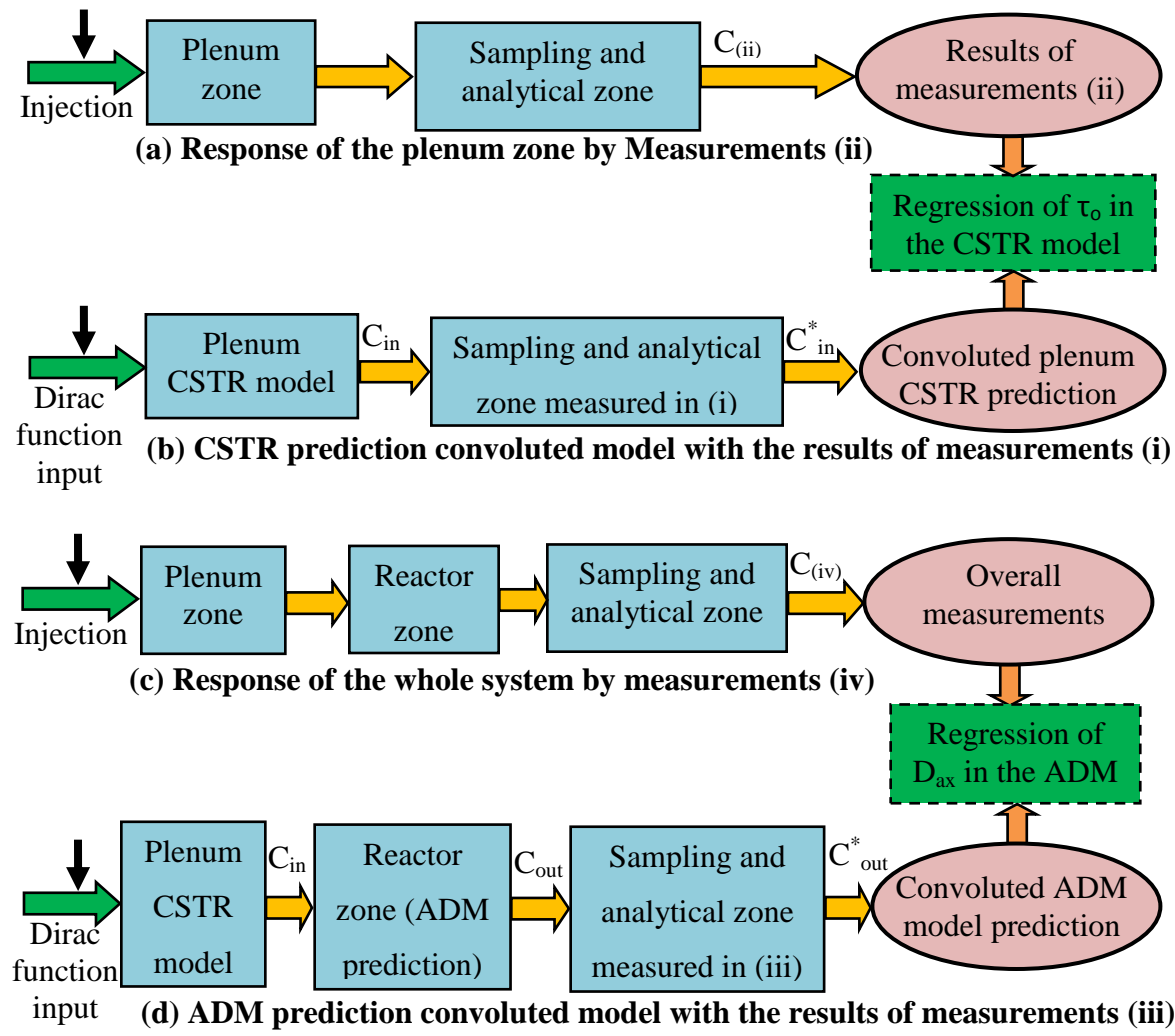 Injection
Plenum
zone
Sampling and
analytical zone
C(ii)
Results of
measurements (ii)
(a) Response of the plenum zone by Measurements (ii)
Regression of τo in
the CSTR model
Dirac
function
input
Plenum
CSTR model
Cin
Sampling and analytical
zone measured in (i)
C*in
Convoluted plenum
CSTR prediction
(b) CSTR prediction convoluted model with the results of measurements (i)
Injection
Plenum
zone
Reactor
zone
Sampling and
analytical zone
C(iv)
Overall
measurements
(c) Response of the whole system by measurements (iv)
Regression of
Dax in the ADM
Dirac
function
input
Plenum
CSTR
model
Cin
Reactor
zone (ADM
prediction)
Cout
Sampling and
analytical zone
measured in (iii)
C*out
Convoluted ADM
model prediction
(d) ADM prediction convoluted model with the results of measurements (iii)